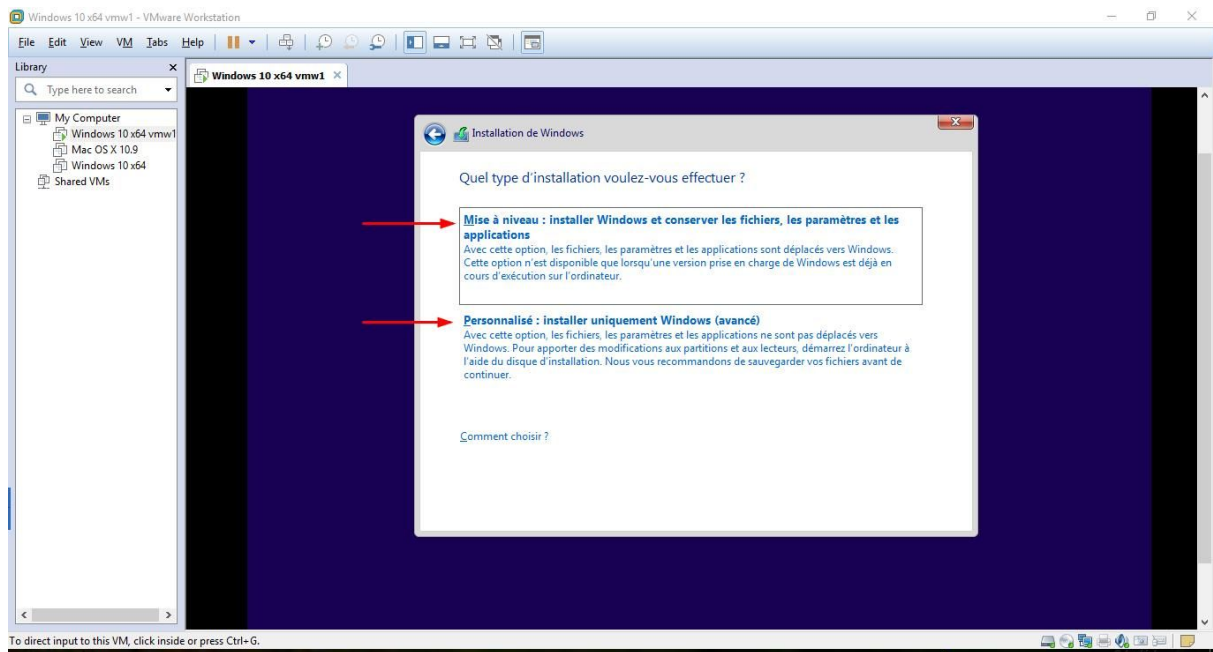 Windows 10 x64 vmw1 - VMware Workstation
File Edit View VM Tabs Help
Library
Type here to search
My Computer
Windows 10 x64 vmw1
Mac OS X 10.9
Windows 10 x64
Shared VMs
Windows 10 x64 vmw1
Installation de Windows
Quel type d'installation voulez-vous effectuer ?
Mise à niveau : installer Windows et conserver les fichiers, les paramètres et les
applications
Avec cette option, les fichiers, les paramètres et les applications sont déplacés vers Windows.
Cette option n'est disponible que lorsqu'une version prise en charge de Windows est déjà en
cours d'exécution sur l'ordinateur.
Personnalisé : installer uniquement Windows (avancé)
Avec cette option, les fichiers, les paramètres et les applications ne sont pas déplacés vers
Windows. Pour apporter des modifications aux partitions et aux lecteurs, démarrez l'ordinateur à
l'aide du disque d'installation. Nous vous recommandons de sauvegarder vos fichiers avant de
continuer.
Comment choisir ?
To direct input to this VM, click inside or press Ctrl+G.